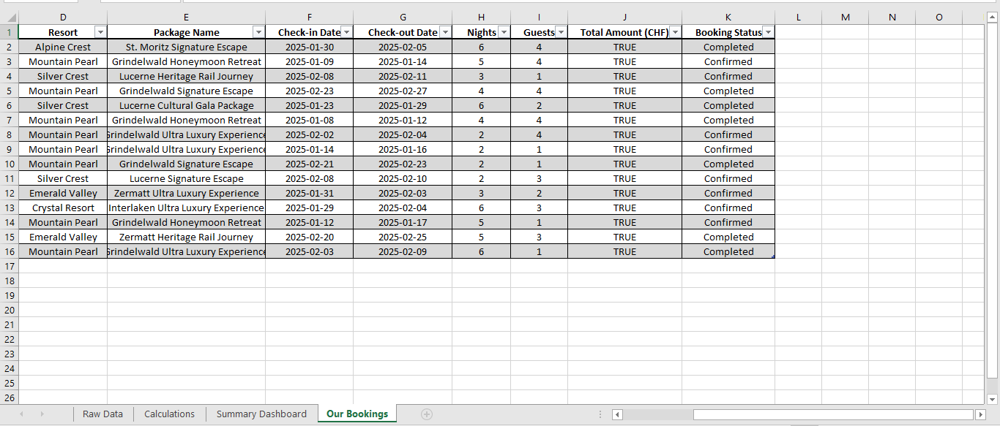 D E F G H I J K L M N O
1 Resort Package Name Check-in Date Check-out Date Nights Guests Total Amount (CHF) Booking Status
2 Alpine Crest St. Moritz Signature Escape 2025-01-30 2025-02-05 6 4 TRUE Completed
3 Mountain Pearl Grindelwald Honeymoon Retreat 2025-01-09 2025-01-14 5 4 TRUE Confirmed
4 Silver Crest Lucerne Heritage Rail Journey 2025-02-08 2025-02-11 3 1 TRUE Confirmed
5 Mountain Pearl Grindelwald Signature Escape 2025-02-23 2025-02-27 4 4 TRUE Completed
6 Silver Crest Lucerne Cultural Gala Package 2025-01-23 2025-01-29 6 2 TRUE Completed
7 Mountain Pearl Grindelwald Honeymoon Retreat 2025-01-08 2025-01-12 4 4 TRUE Completed
8 Mountain Pearl Grindelwald Ultra Luxury Experience 2025-02-02 2025-02-04 2 4 TRUE Confirmed
9 Mountain Pearl Grindelwald Ultra Luxury Experience 2025-01-14 2025-01-16 2 1 TRUE Confirmed
10 Mountain Pearl Grindelwald Signature Escape 2025-02-21 2025-02-23 2 1 TRUE Completed
11 Silver Crest Lucerne Signature Escape 2025-02-08 2025-02-10 2 3 TRUE Confirmed
12 Emerald Valley Zermatt Ultra Luxury Experience 2025-01-31 2025-02-03 3 2 TRUE Confirmed
13 Crystal Resort Interlaken Ultra Luxury Experience 2025-01-29 2025-02-04 6 3 TRUE Confirmed
14 Mountain Pearl Grindelwald Honeymoon Retreat 2025-01-12 2025-01-17 5 1 TRUE Confirmed
15 Emerald Valley Zermatt Heritage Rail Journey 2025-02-20 2025-02-25 5 3 TRUE Completed
16 Mountain Pearl Grindelwald Ultra Luxury Experience 2025-02-03 2025-02-09 6 1 TRUE Completed
17
18
19
20
21
22
23
24
25
26
Raw Data Calculations Summary Dashboard Our Bookings